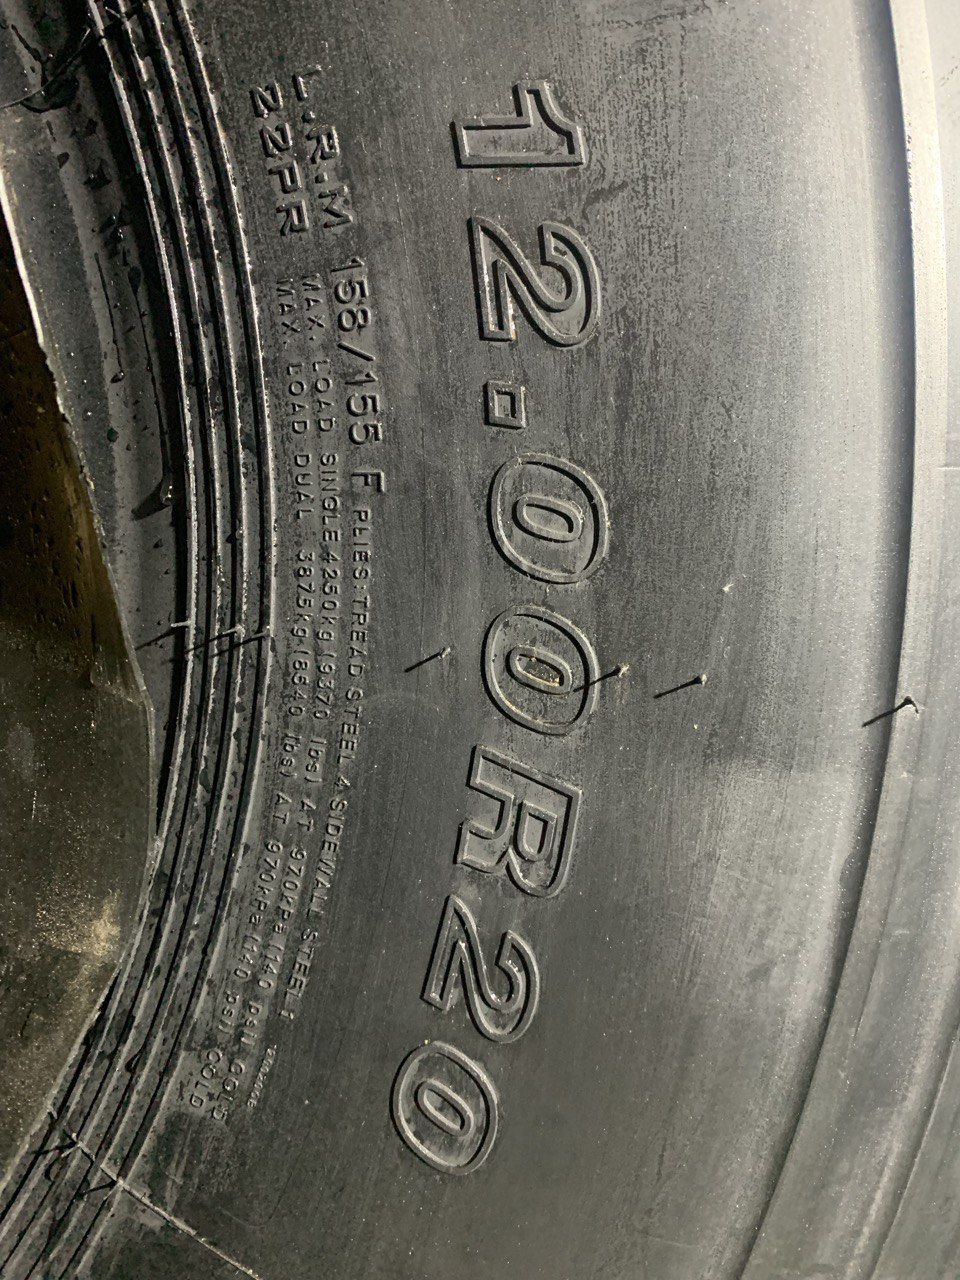 12.00R20
L.R.M 158/155 F PLIES:TREAD STEEL 4 SIDEWALL STEEL 1
22PR MAX. LOAD SINGLE 4250kg (9370 lbs) AT 970kPa (140 psi) COLD
MAX. LOAD DUAL 3875kg (8540 lbs) AT 970kPa (140 psi) COLD